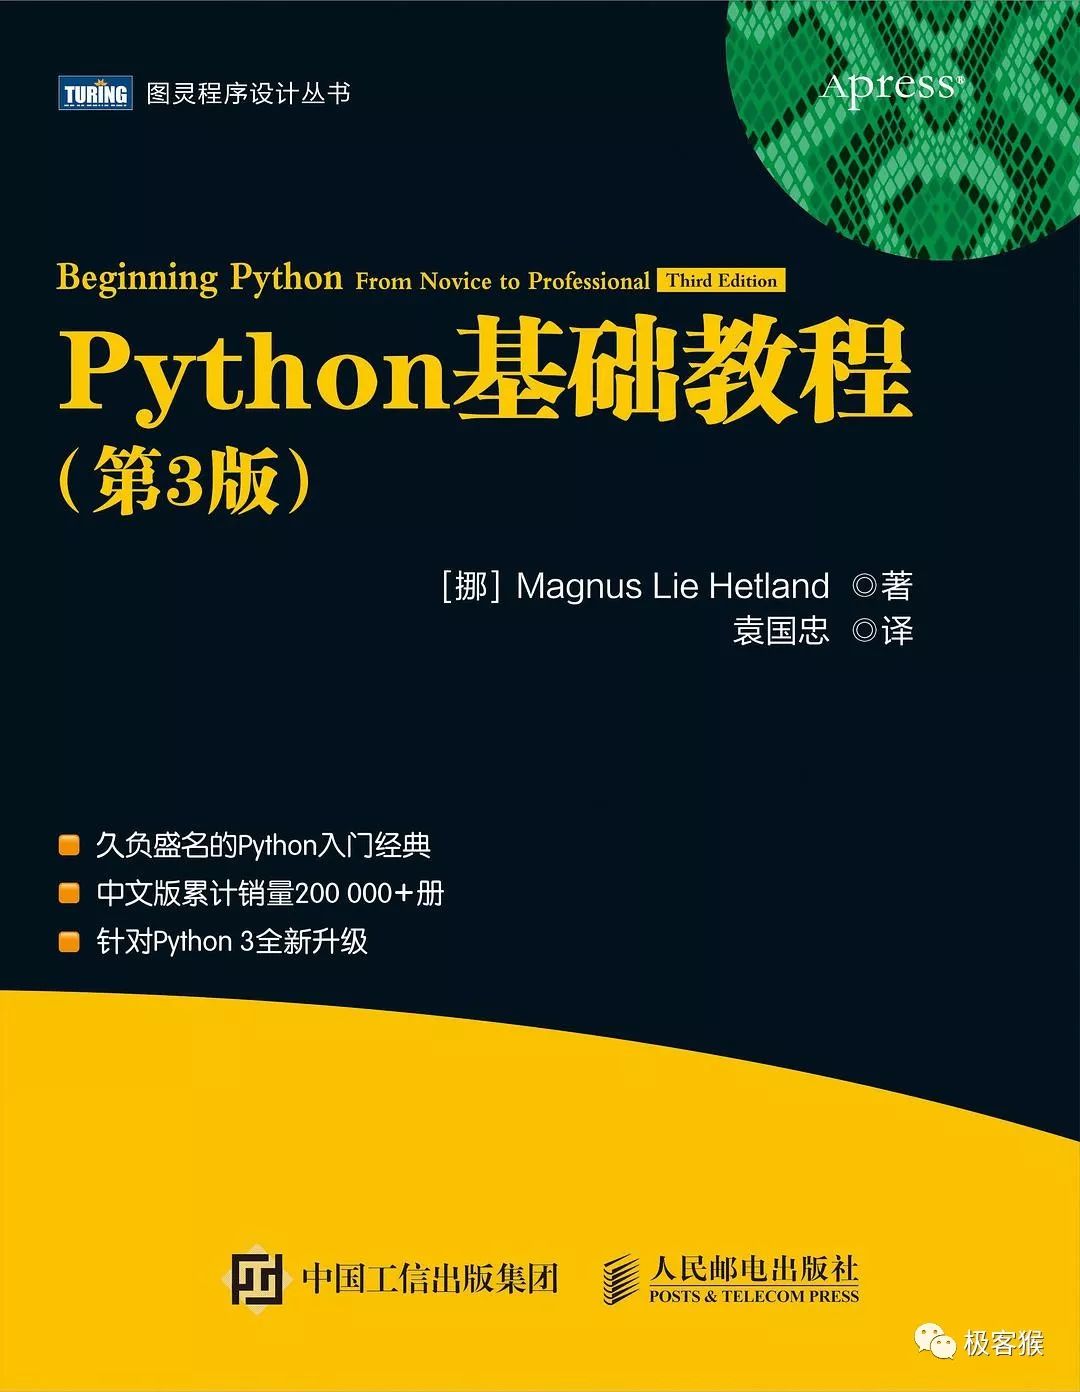 TURING 图灵程序设计丛书
Apress®
Beginning Python From Novice to Professional Third Edition
Python基础教程
（第3版）
［挪］ Magnus Lie Hetland ◎著
袁国忠 ◎译
久负盛名的Python入门经典
中文版累计销量200 000+册
针对Python 3全新升级
中国工信出版集团
人民邮电出版社
POSTS & TELECOM PRESS
极客猴